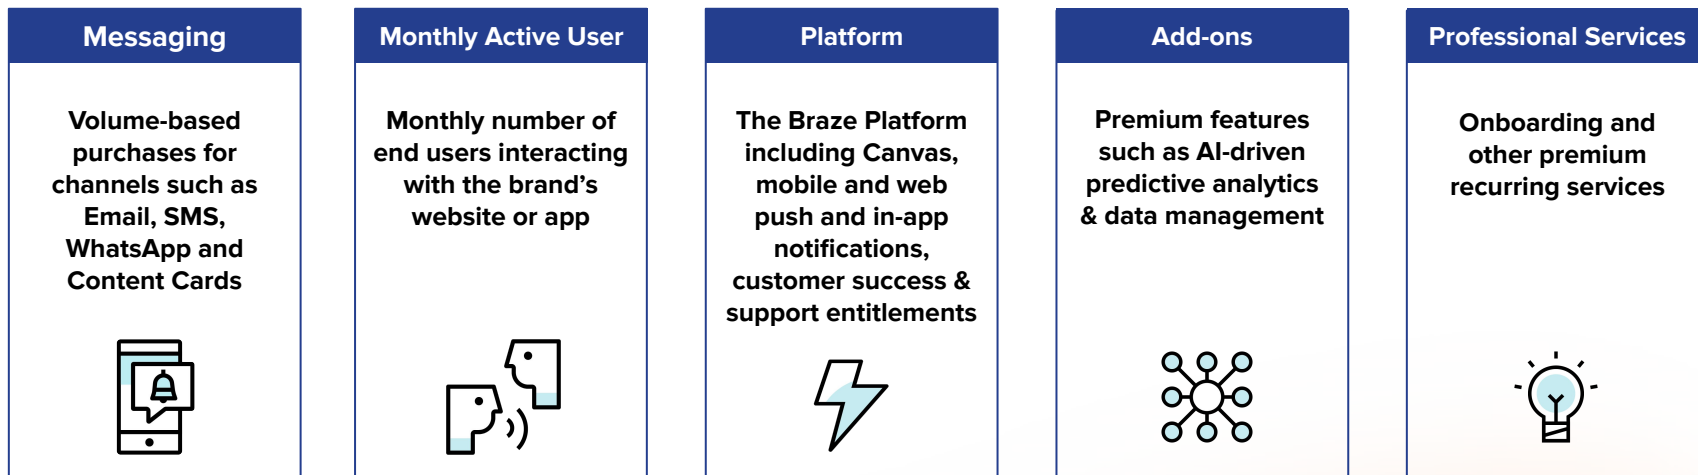 Messaging
Volume-based
purchases for
channels such as
Email, SMS,
WhatsApp and
Content Cards
Monthly Active User
Monthly number of
end users interacting
with the brand’s
website or app
Platform
The Braze Platform
including Canvas,
mobile and web
push and in-app
notifications,
customer success &
support entitlements
Add-ons
Premium features
such as AI-driven
predictive analytics
& data management
Professional Services
Onboarding and
other premium
recurring services